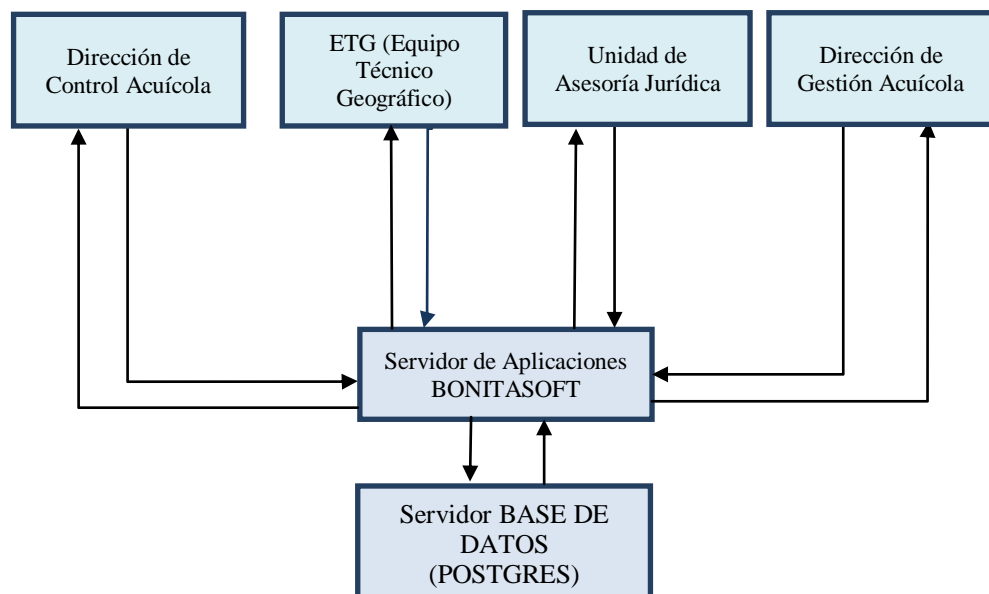 Dirección de
Control Acuícola
ETG (Equipo
Técnico
Geográfico)
Unidad de
Asesoría Jurídica
Dirección de
Gestión Acuícola
Servidor de Aplicaciones
BONITASOFT
Servidor BASE DE
DATOS
(POSTGRES)